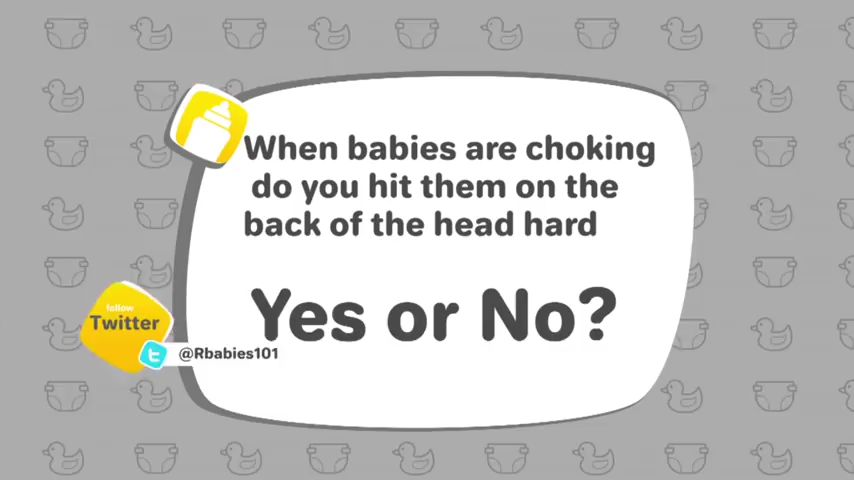 When babies are choking
do you hit them on the
back of the head hard
Yes or No?
follow
Twitter
@Rbabies101